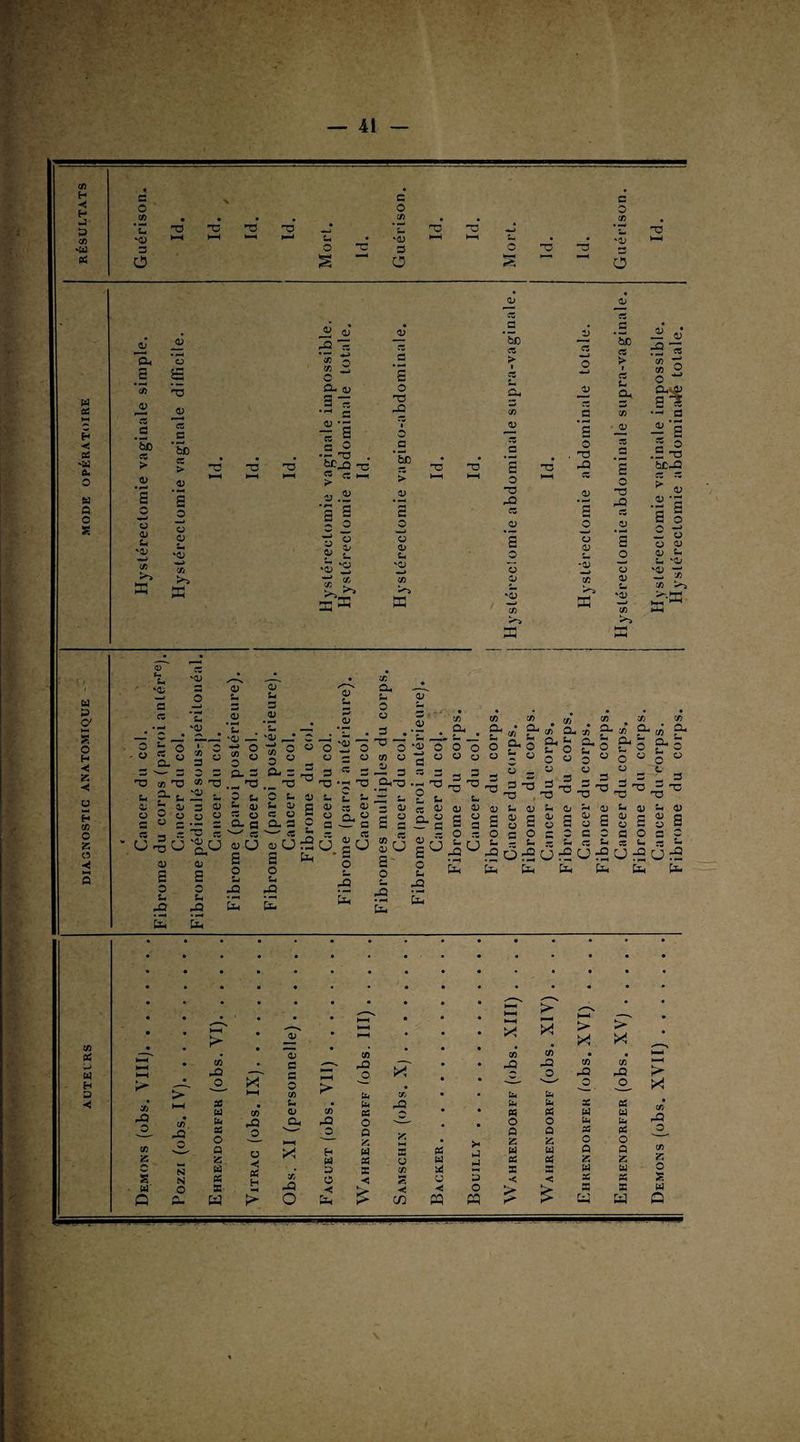 — 41 —
AUTEURS DIAGNOSTIC ANATOMIQUE MODE OPÉRATOIRE RÉSULTATS
DEMONS (obs. VIII). Cancer du col. Hystérectomie vaginale simple. Guérison.
Fibrome du corps (paroi antérre).
POZZI (obs. IV). Cancer du col. Hystérectomie vaginale difficile. Id.
Fibrome pédiculé sous-péritonéal.
EHRENDORFER (obs. VI). Cancer du col. Id. Id.
Fibrome (paroi postérieure).
VITRAC (obs. IX). Cancer du col. Id. Id.
Fibrome (paroi postérieure).
Obs. XI (personnelle). Cancer du col. Id. Id.
Fibrome du col.
FAGUET (obs. VII). Cancer du col. Hystérectomie vaginale impossible. Mort.
Fibrome (paroi antérieure). Hystérectomie abdominale totale.
WAHRENDORFF (obs. III). Cancer du col. Id. Id.
Fibromes multiples du corps.
SAMSCHIN (obs. X). Cancer du col. Hystérectomie vagino-abdominale. Guérison.
Fibrome (paroi antérieure).
BACKER. Cancer du col. Id. Id.
Fibrome du corps.
BOUILLY. Cancer du col. Id. Id.
Fibrome du corps.
WAHRENDORFF (obs. XIII). Cancer du corps. Hystérectomie abdominale supra-vaginale. Mort.
Fibrome du corps.
WAHRENDORFF (obs. XIV). Cancer du corps. Id. Id.
Fibrome du corps.
EHRENDORFER (obs. XVI). Cancer du corps. Hystérectomie abdominale totale. Id.
Fibrome du corps.
EHRENDORFER (obs. XV). Cancer du corps. Hystérectomie abdominale supra-vaginale. Guérison.
Fibrome du corps.
DEMONS (obs. XVII). Cancer du corps. Hystérectomie vaginale impossible. Id.
Fibrome du corps. Hystérectomie abdominale totale.